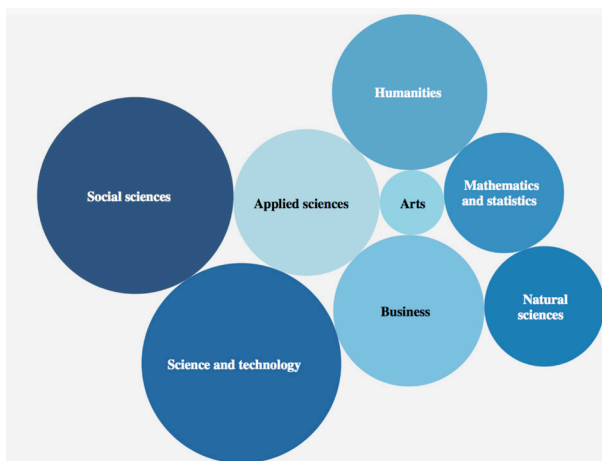 Humanities
Social sciences
Applied sciences
Arts
Mathematics
and statistics
Business
Natural
sciences
Science and technology